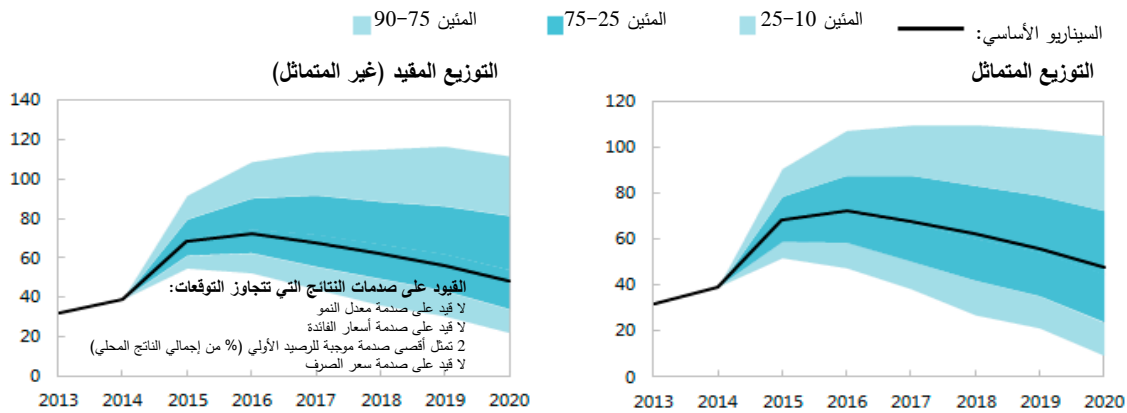 السيناريو الأساسي: المئين 10-25 المئين 25-75 المئين 75-90
التوزيع المتماثل
120
100
80
60
40
20
0
2013 2014 2015 2016 2017 2018 2019 2020
التوزيع المقيد (غير المتماثل)
140
120
100
80
60
40
20
0
القيود على صدمات النتائج التي تتجاوز التوقعات:
لا قيد على صدمة معدل النمو
لا قيد على صدمة أسعار الفائدة
2 تمثل أقصى صدمة موجبة للرصيد الأولي (% من إجمالي الناتج المحلي)
لا قيد على صدمة سعر الصرف
2013 2014 2015 2016 2017 2018 2019 2020